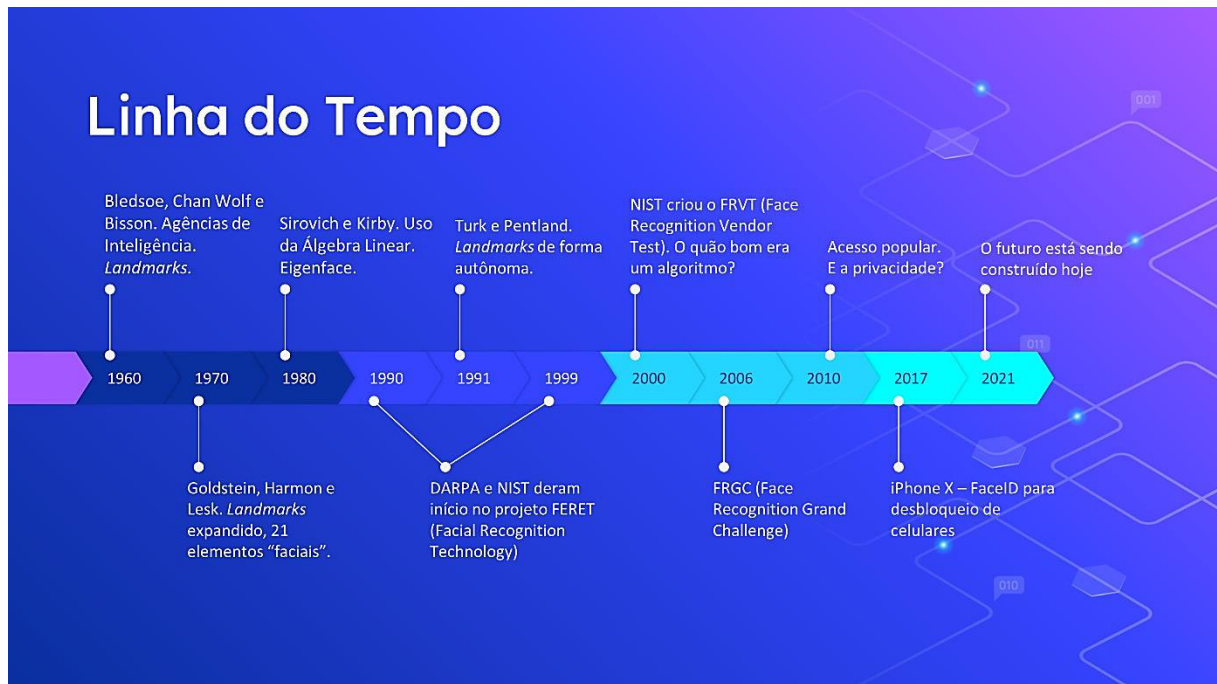 Linha do Tempo
Bledsoe, Chan Wolf e
Bisson. Agências de
Inteligência.
Landmarks.
Sirovich e Kirby. Uso
da Álgebra Linear.
Eigenface.
Turk e Pentland.
Landmarks de forma
autônoma.
NIST criou o FRVT (Face
Recognition Vendor
Test). O quão bom era
um algoritmo?
Acesso popular.
E a privacidade?
O futuro está sendo
construído hoje
1960 1970 1980 1990 1991 1999 2000 2006 2010 2017 2021
Goldstein, Harmon e
Lesk. Landmarks
expandido, 21
elementos “faciais”.
DARPA e NIST deram
início no projeto FERET
(Facial Recognition
Technology)
FRGC (Face
Recognition Grand
Challenge)
iPhone X – FaceID para
desbloqueio de
celulares
001
011
010